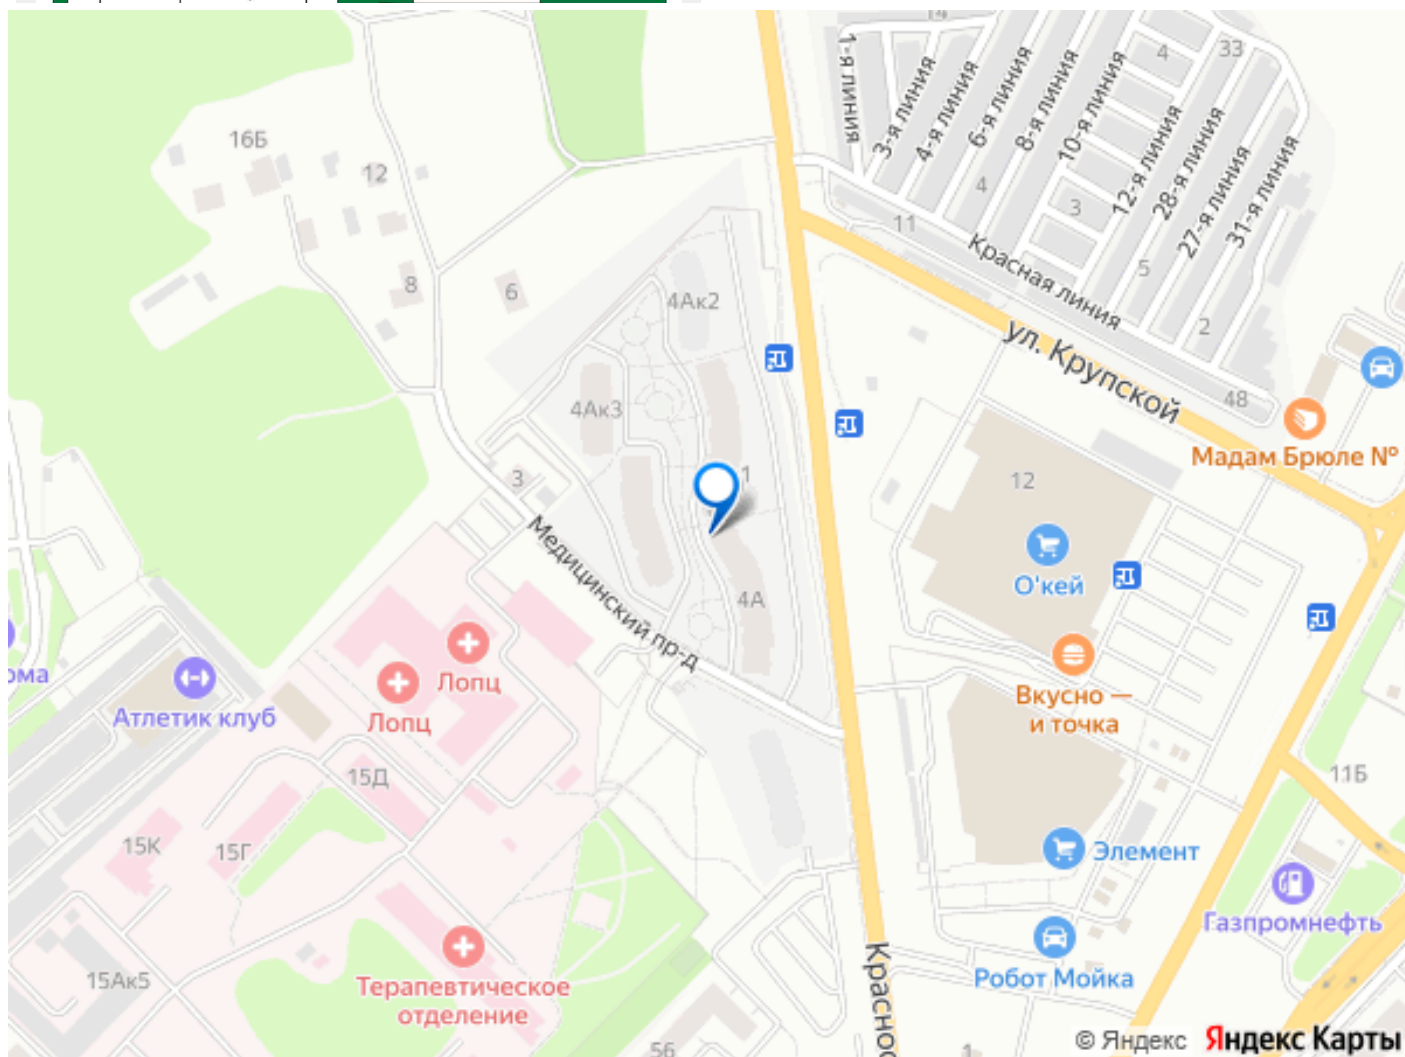 14
33
4
1-я линия
3-я линия
4-я линия
6-я линия
8-я линия
10-я линия
12-я линия
28-я линия
27-я линия
31-я линия
16Б
12
4
3
11
Красная линия
5
2
8
6
4Ак2
ул. Крупской
48
4Ак3
Мадам Брюле №
3
1
12
Медицинский пр-д
О'кей
4А
Лопц
Лопц
ома
Атлетик клуб
Вкусно —
и точка
15Д
11Б
15К
15Г
Элемент
Газпромнефть
Краснос
15Ак5
Терапевтическое
отделение
Робот Мойка
56
1
© Яндекс Яндекс Карты